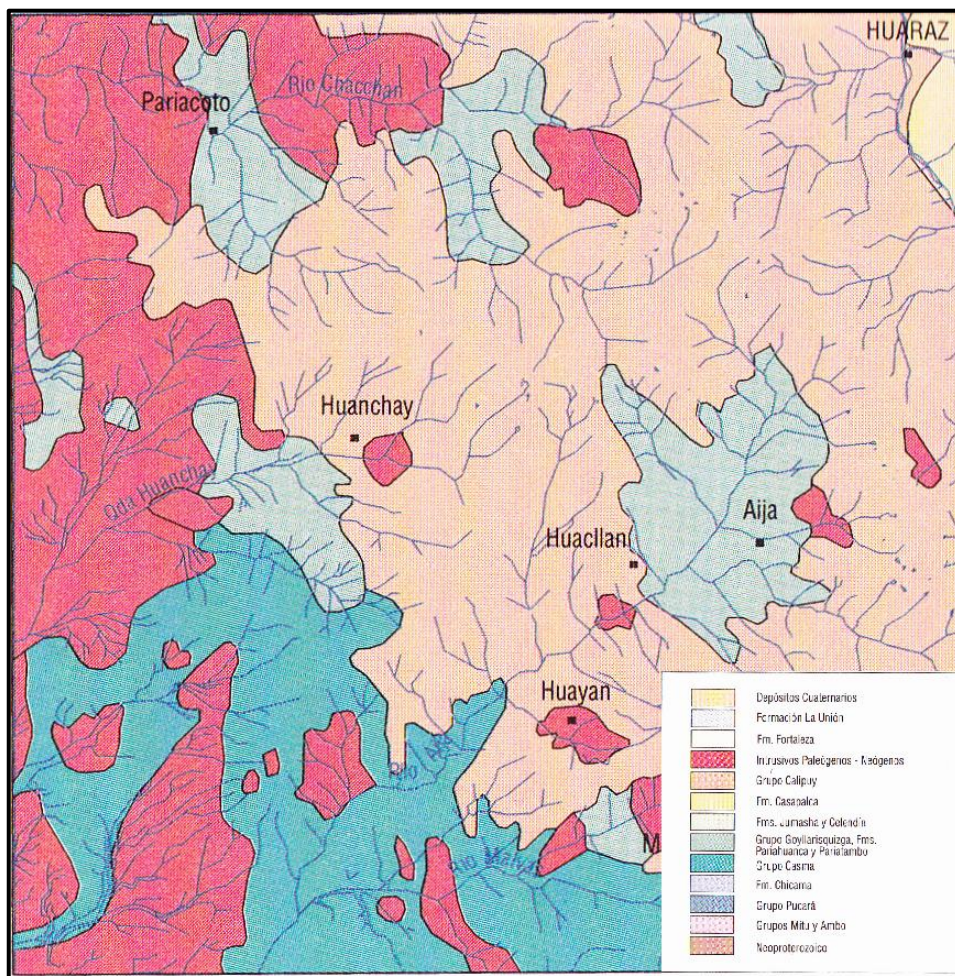 HUARAZ
Rio Chacchan
Pariacoto
Huanchay
Qda Huanchay
Aija
Huacllan
Huayan
Rio
M
Rio Malvas
Depósitos Cuaternarios
Formación La Unión
Fm. Fortaleza
Intrusivos Paleógenos - Neógenos
Grupo Calipuy
Fm. Casapalca
Fms. Jumasha y Celendín
Grupo Goyllarisquizga, Fms.
Pariahuanca y Pariatambo
Grupo Casma
Fm. Chicama
Grupo Pucará
Grupos Mitu y Ambo
Neoproterozoico